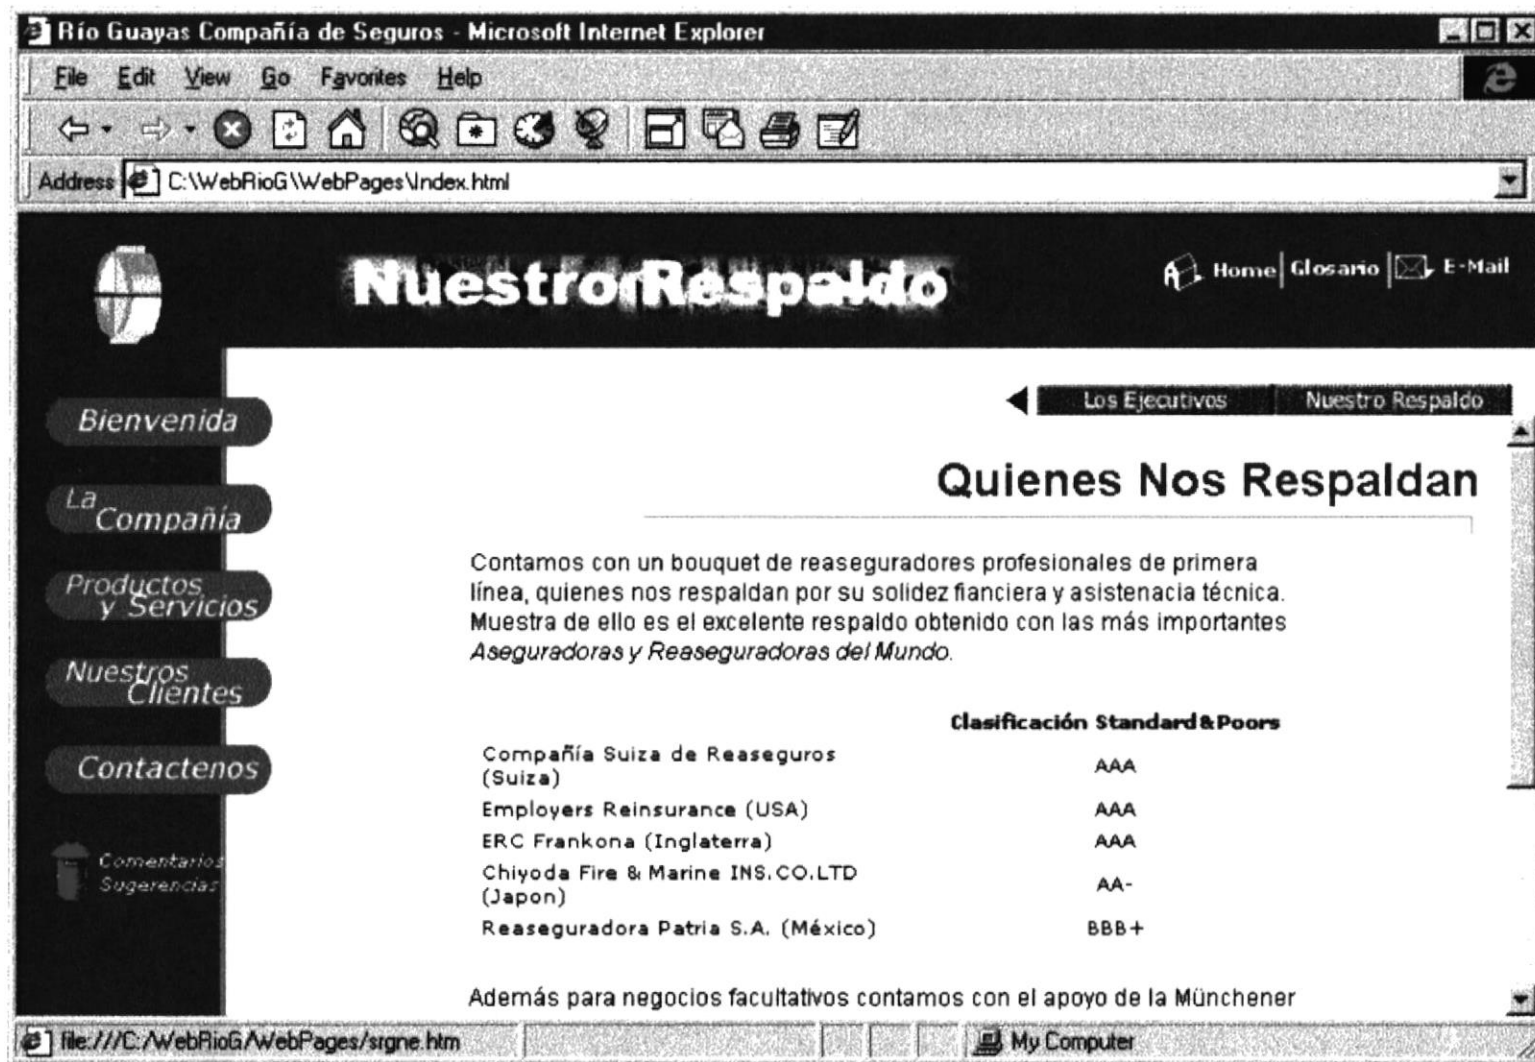 Río Guayas Compañía de Seguros - Microsoft Internet Explorer
File Edit View Go Favorites Help
Address C:\WebRioG\WebPages\Index.html
Nuestro Respaldo
Home Glosario E-Mail
Los Ejecutivos Nuestro Respaldo
Bienvenida
La
Compañía
Productos
y Servicios
Nuestros
Clientes
Contactenos
Comentarios
Sugerencias
Quienes Nos Respaldan
Contamos con un bouquet de reaseguradores profesionales de primera
línea, quienes nos respaldan por su solidez fianciera y asistenacia técnica.
Muestra de ello es el excelente respaldo obtenido con las más importantes
Aseguradoras y Reaseguradoras del Mundo.
Clasificación Standard&Poors
Compañía Suiza de Reaseguros
(Suiza) AAA
Employers Reinsurance (USA) AAA
ERC Frankona (Inglaterra) AAA
Chiyoda Fire & Marine INS.CO.LTD
(Japon) AA-
Reaseguradora Patria S.A. (México) BBB+
Además para negocios facultativos contamos con el apoyo de la Münchener
file:///C:/WebRioG/WebPages/srgne.htm My Computer